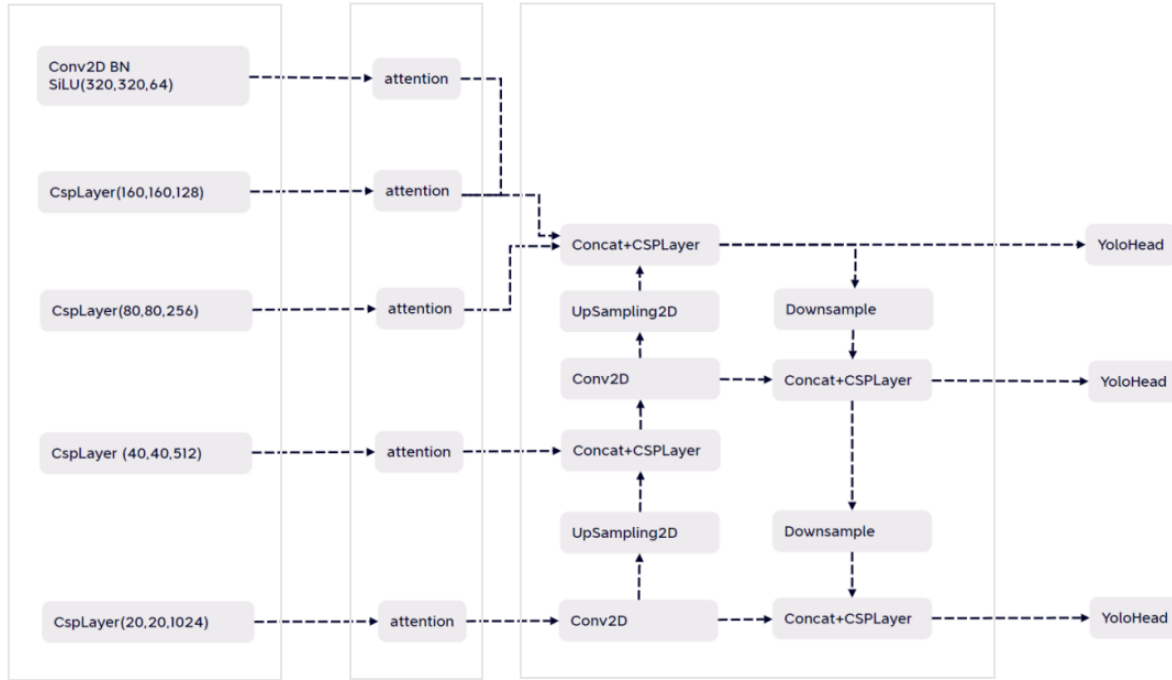 Conv2D BN
SiLU(320,320,64)
attention
CspLayer(160,160,128)
attention
Concat+CSPLayer
YoloHead
CspLayer(80,80,256)
attention
UpSampling2D
Downsample
Conv2D
Concat+CSPLayer
YoloHead
CspLayer (40,40,512)
attention
Concat+CSPLayer
UpSampling2D
Downsample
CspLayer(20,20,1024)
attention
Conv2D
Concat+CSPLayer
YoloHead